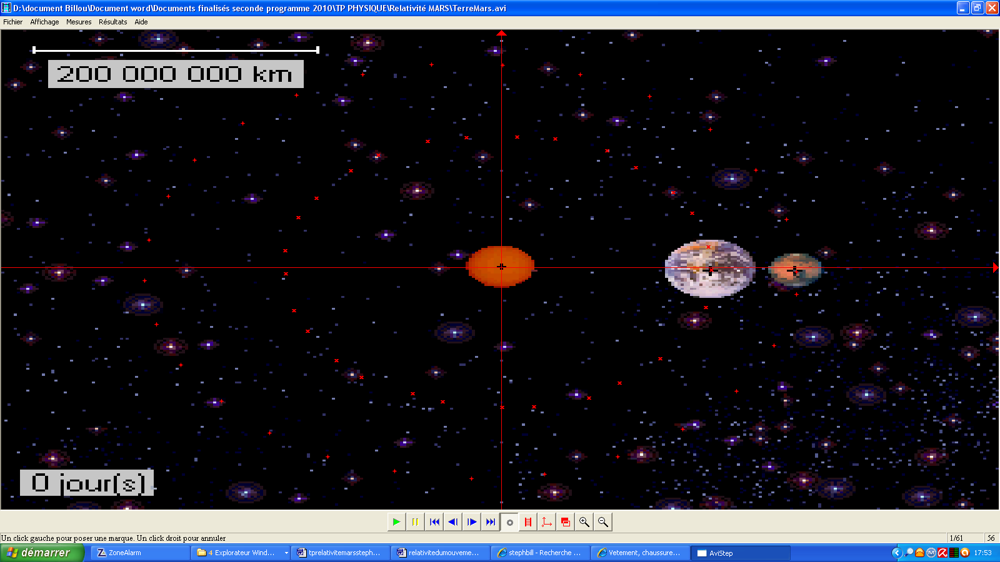 D:\document Billou\Document word\Documents finalisés seconde programme 2010\TP PHYSIQUE\Relativité MARS\TerreMars.avi
Fichier Affichage Mesures Résultats Aide
200 000 000 km
0 jour(s)
Un click gauche pour poser une marque. Un click droit pour annuler
1/61
56
démarrer
ZoneAlarm
4 Explorateur Wind...
tprelativitemarssteph...
relativitedumouveme...
stephbill - Recherche ...
Vetement, chaussure...
AviStep
17:53